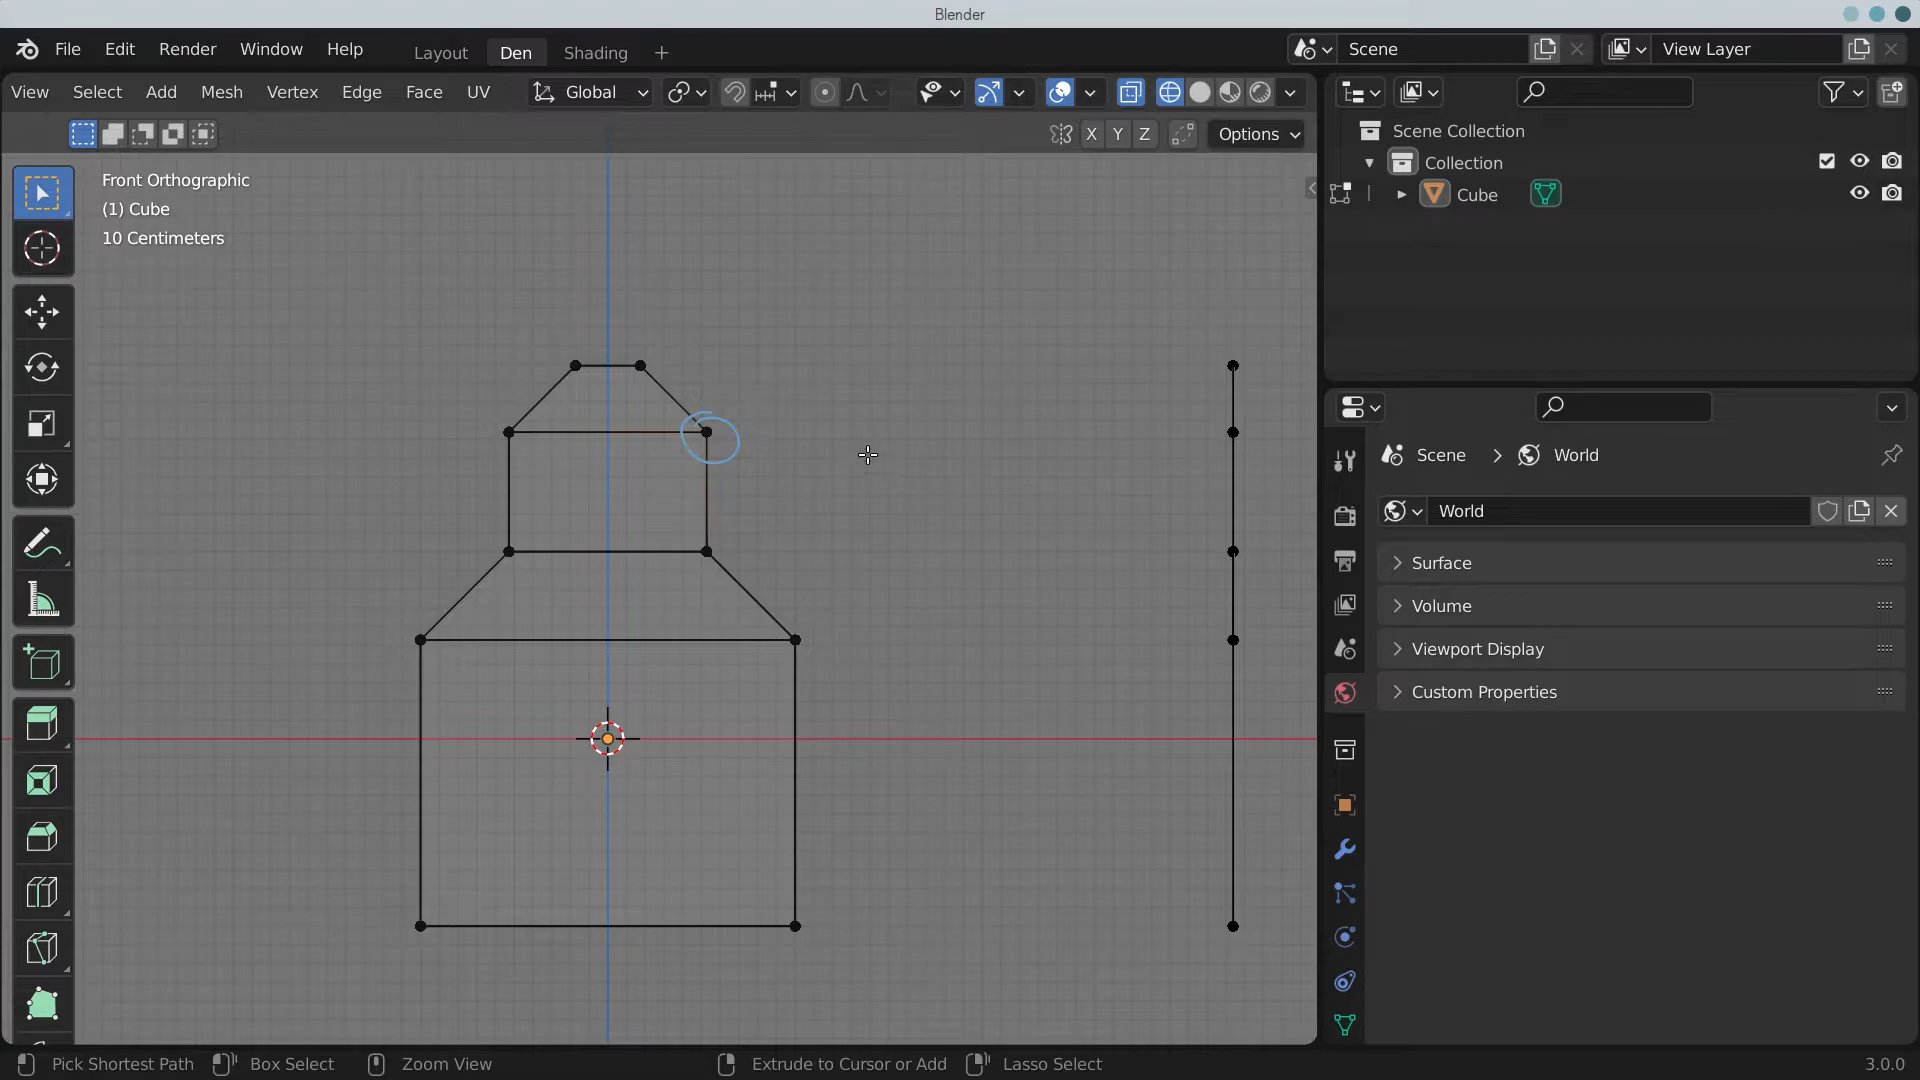 Blender
File Edit Render Window Help
Layout Den Shading +
Scene
View Layer
View Select Add Mesh Vertex Edge Face UV
Global
X Y Z
Options
Front Orthographic
(1) Cube
10 Centimeters
Scene Collection
Collection
Cube
Scene > World
World
Surface
Volume
Viewport Display
Custom Properties
Pick Shortest Path
Box Select
Zoom View
Extrude to Cursor or Add
Lasso Select
3.0.0